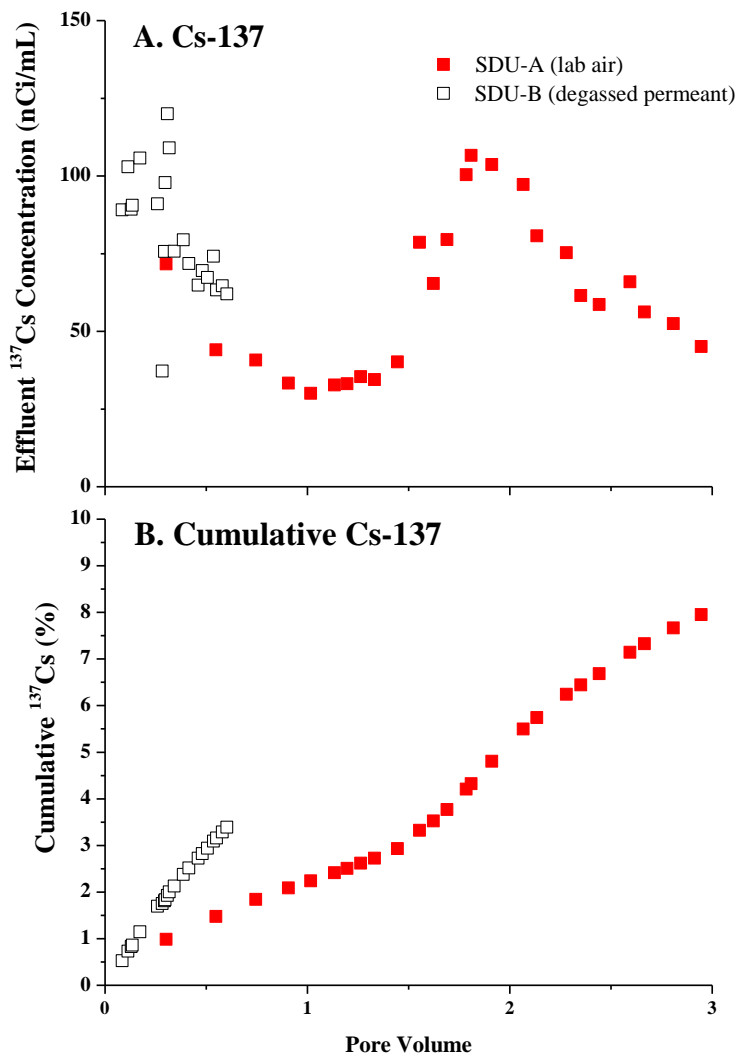 A. Cs-137
SDU-A (lab air)
SDU-B (degassed permeant)
150
100
50
0
Effluent ¹³⁷Cs Concentration (nCi/mL)
B. Cumulative Cs-137
10
9
8
7
6
5
4
3
2
1
0
Cumulative ¹³⁷Cs (%)
0
1
2
3
Pore Volume